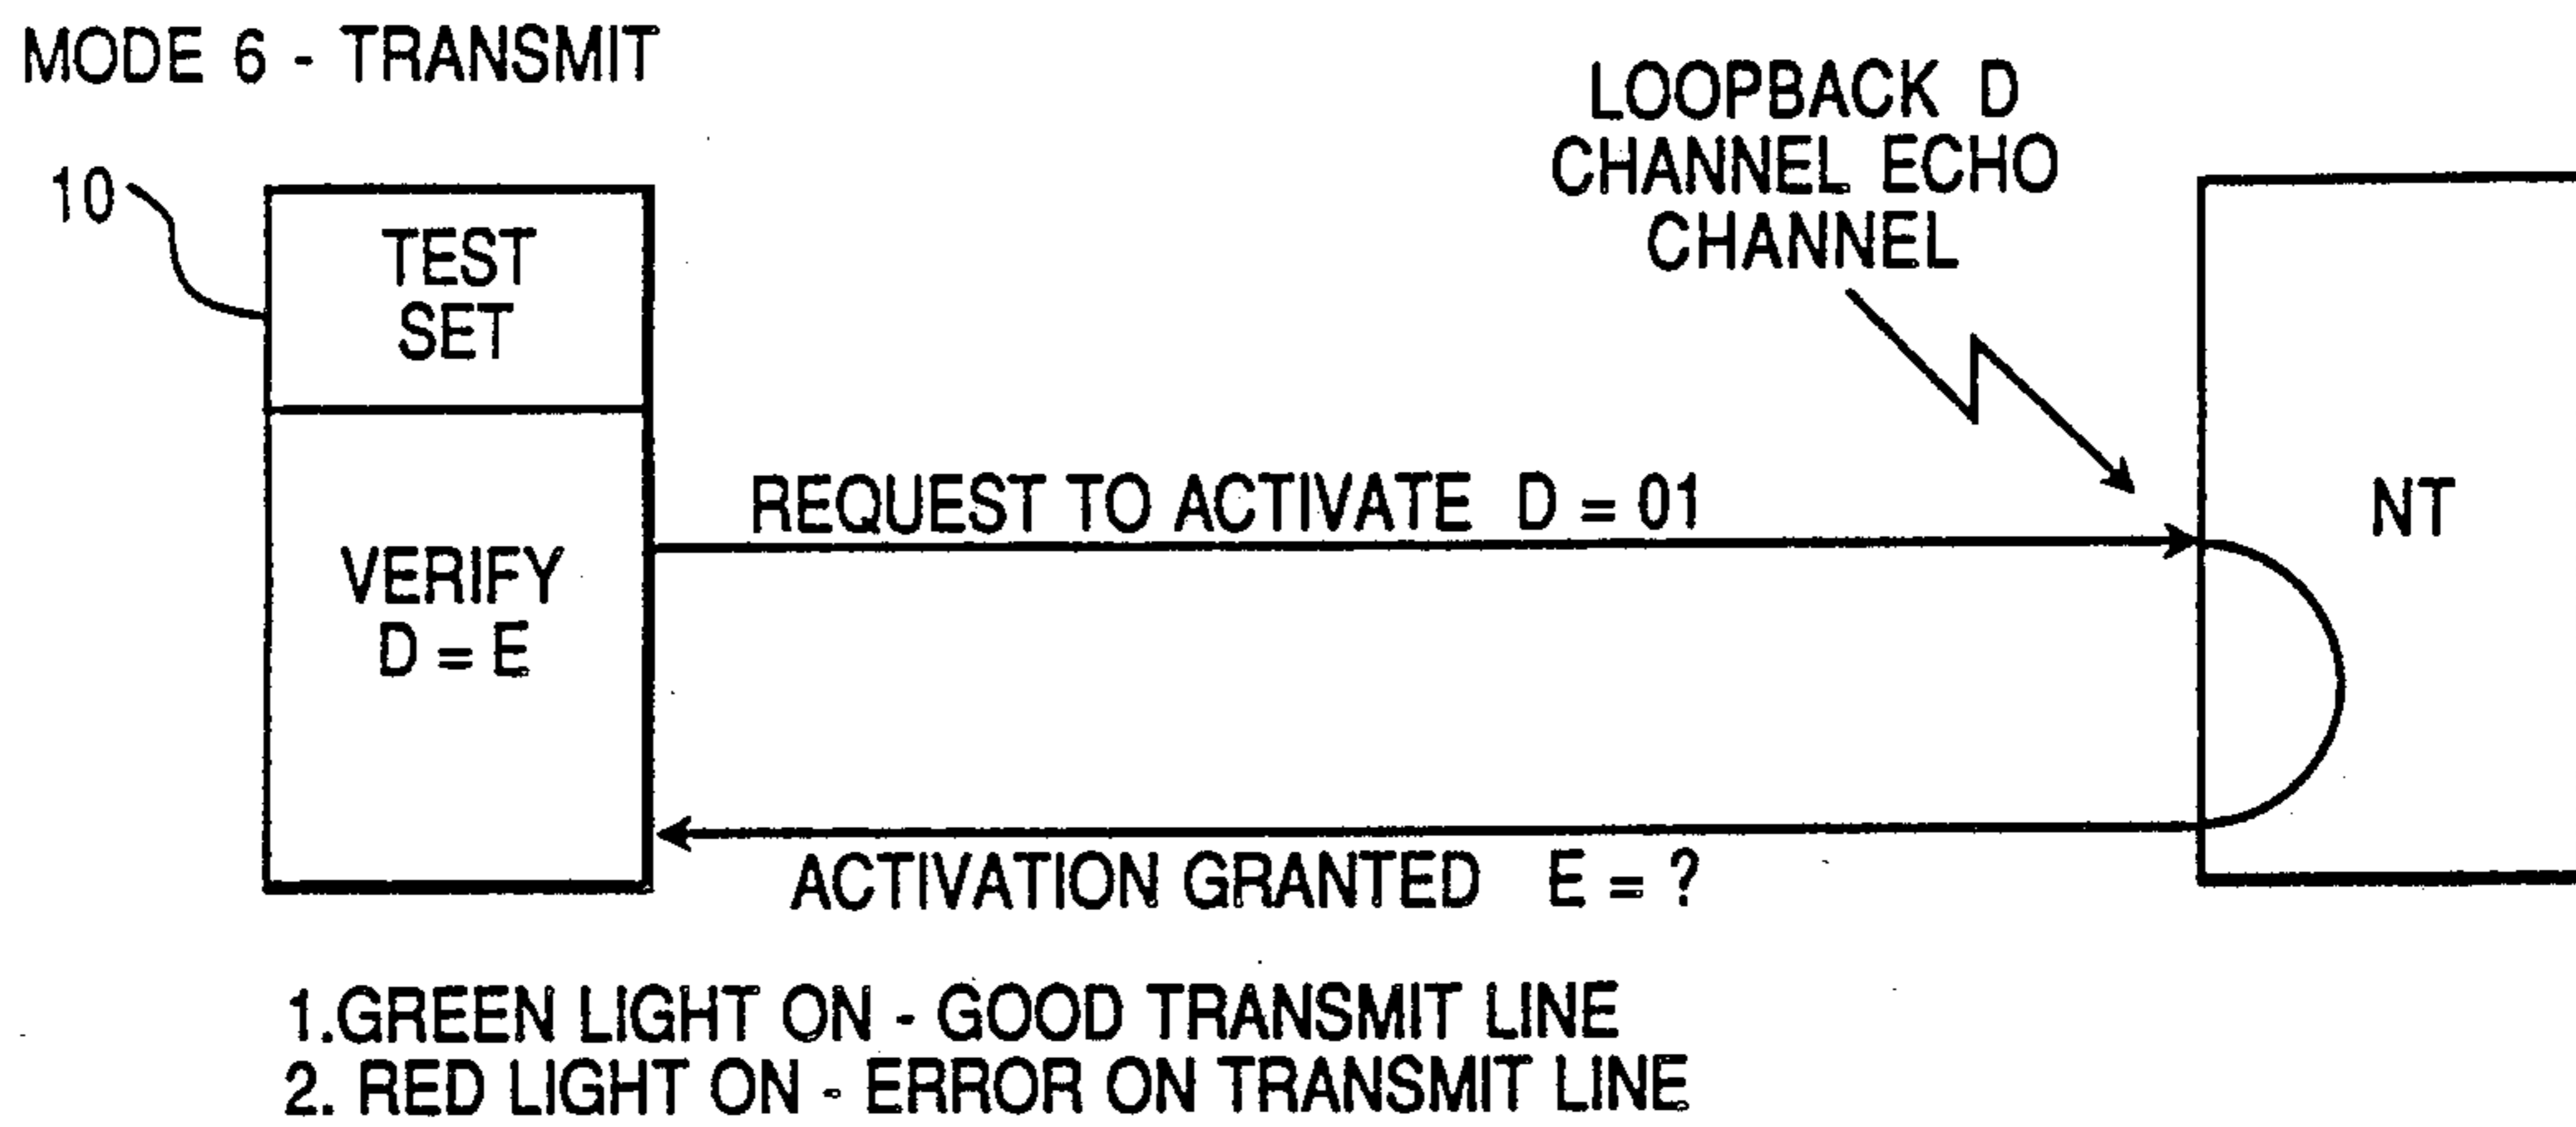 MODE 6 - TRANSMIT
LOOPBACK D
CHANNEL ECHO
CHANNEL
10
TEST
SET
REQUEST TO ACTIVATE D = 01
NT
VERIFY
D = E
ACTIVATION GRANTED E = ?
1.GREEN LIGHT ON - GOOD TRANSMIT LINE
2. RED LIGHT ON - ERROR ON TRANSMIT LINE